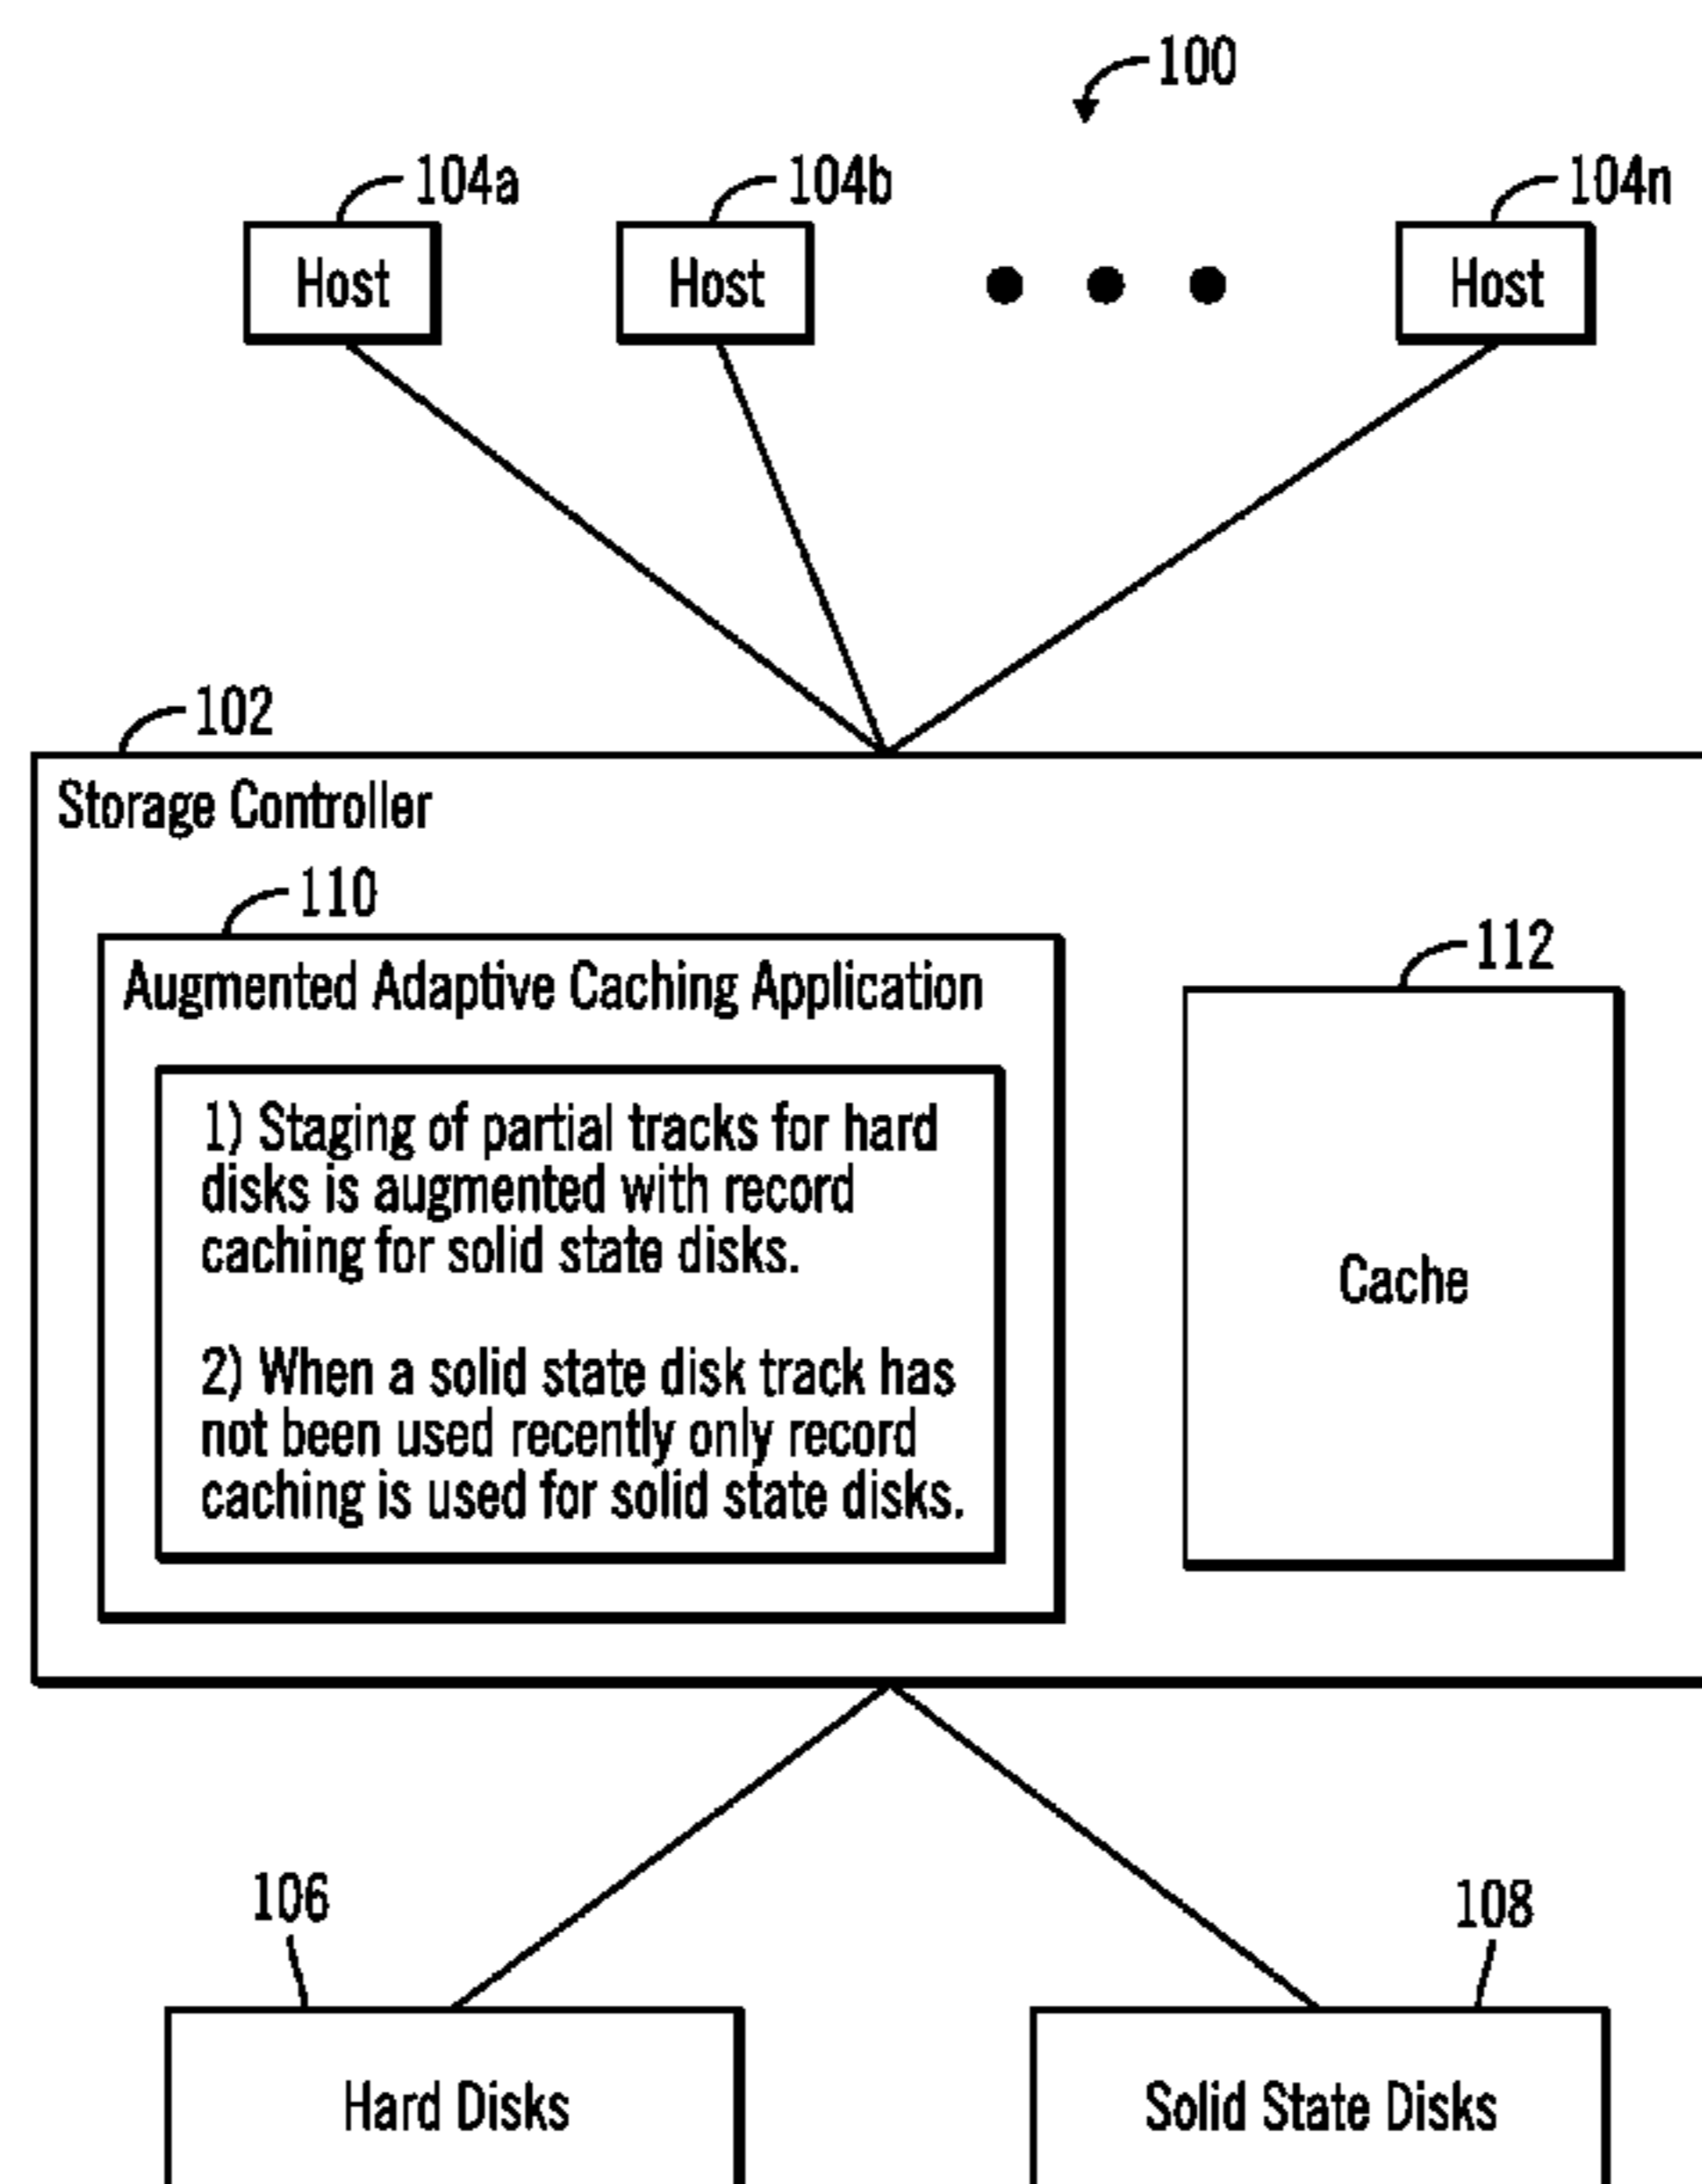 100
104a
104b
104n
Host
Host
Host
102
Storage Controller
110
Augmented Adaptive Caching Application
112
1) Staging of partial tracks for hard
disks is augmented with record
caching for solid state disks.
Cache
2) When a solid state disk track has
not been used recently only record
caching is used for solid state disks.
106
108
Hard Disks
Solid State Disks